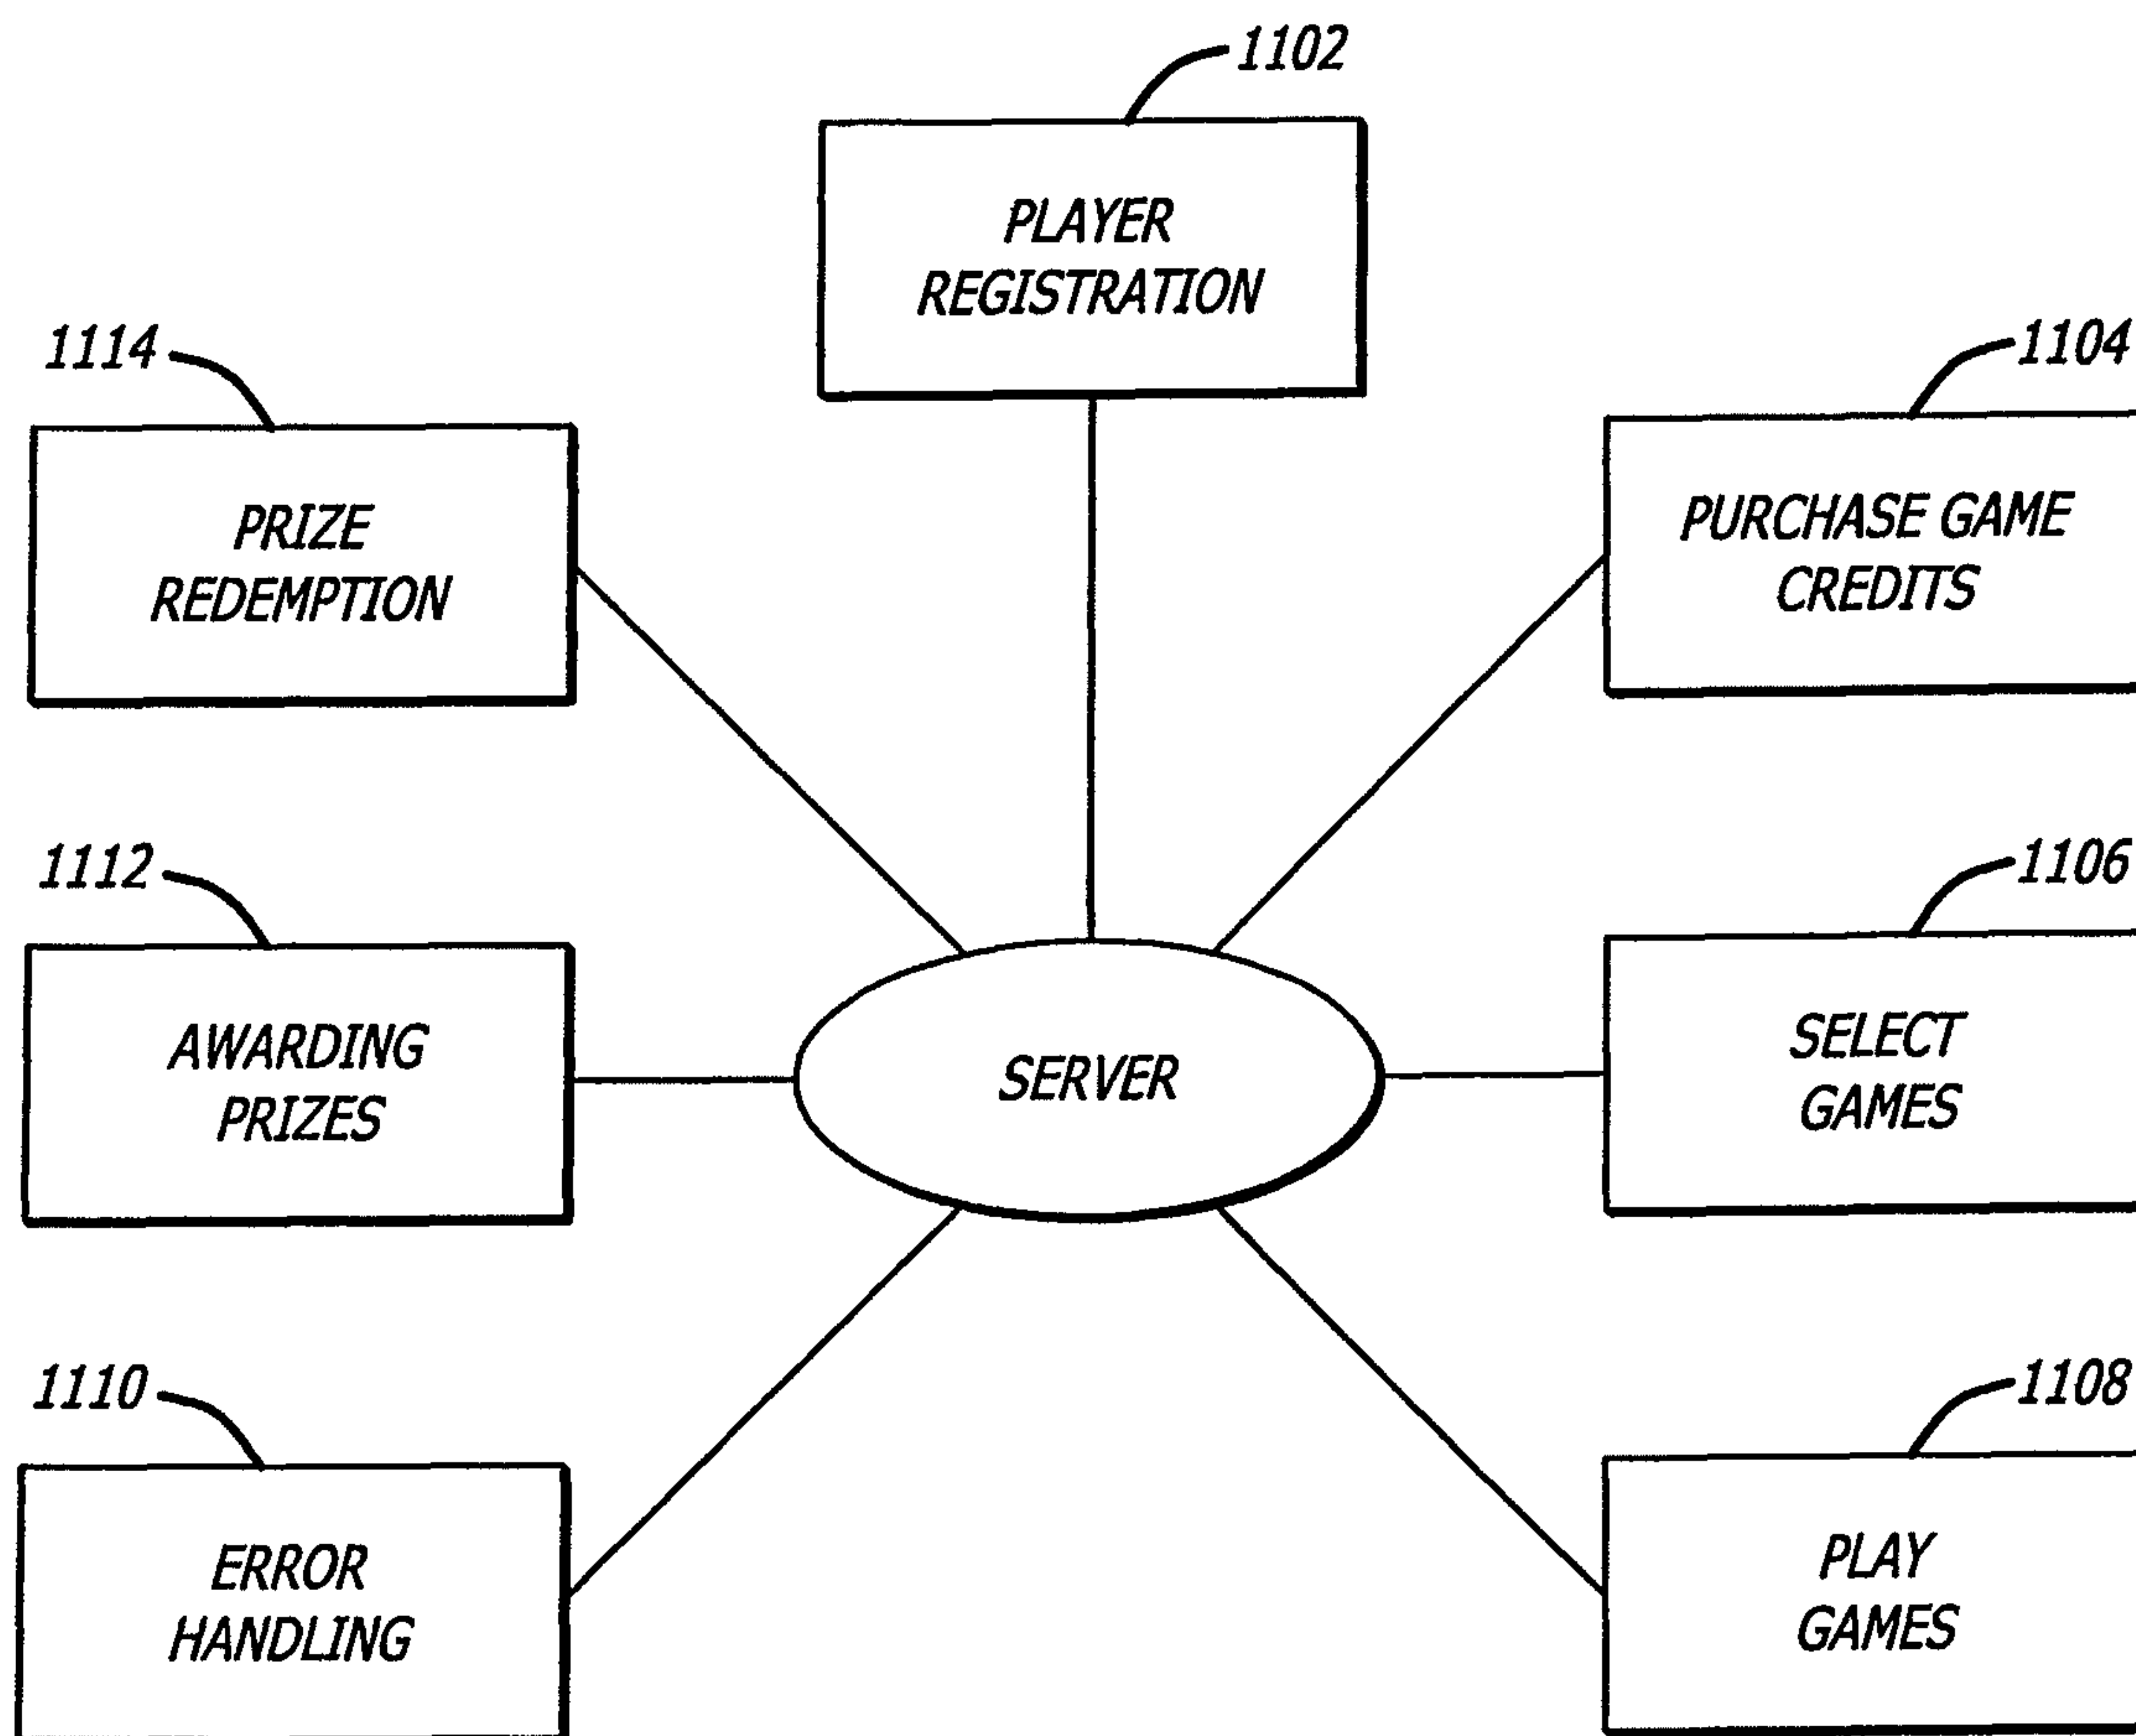 1102
PLAYER
REGISTRATION
1114
PRIZE
REDEMPTION
1104
PURCHASE GAME
CREDITS
1112
AWARDING
PRIZES
SERVER
1106
SELECT
GAMES
1110
ERROR
HANDLING
1108
PLAY
GAMES